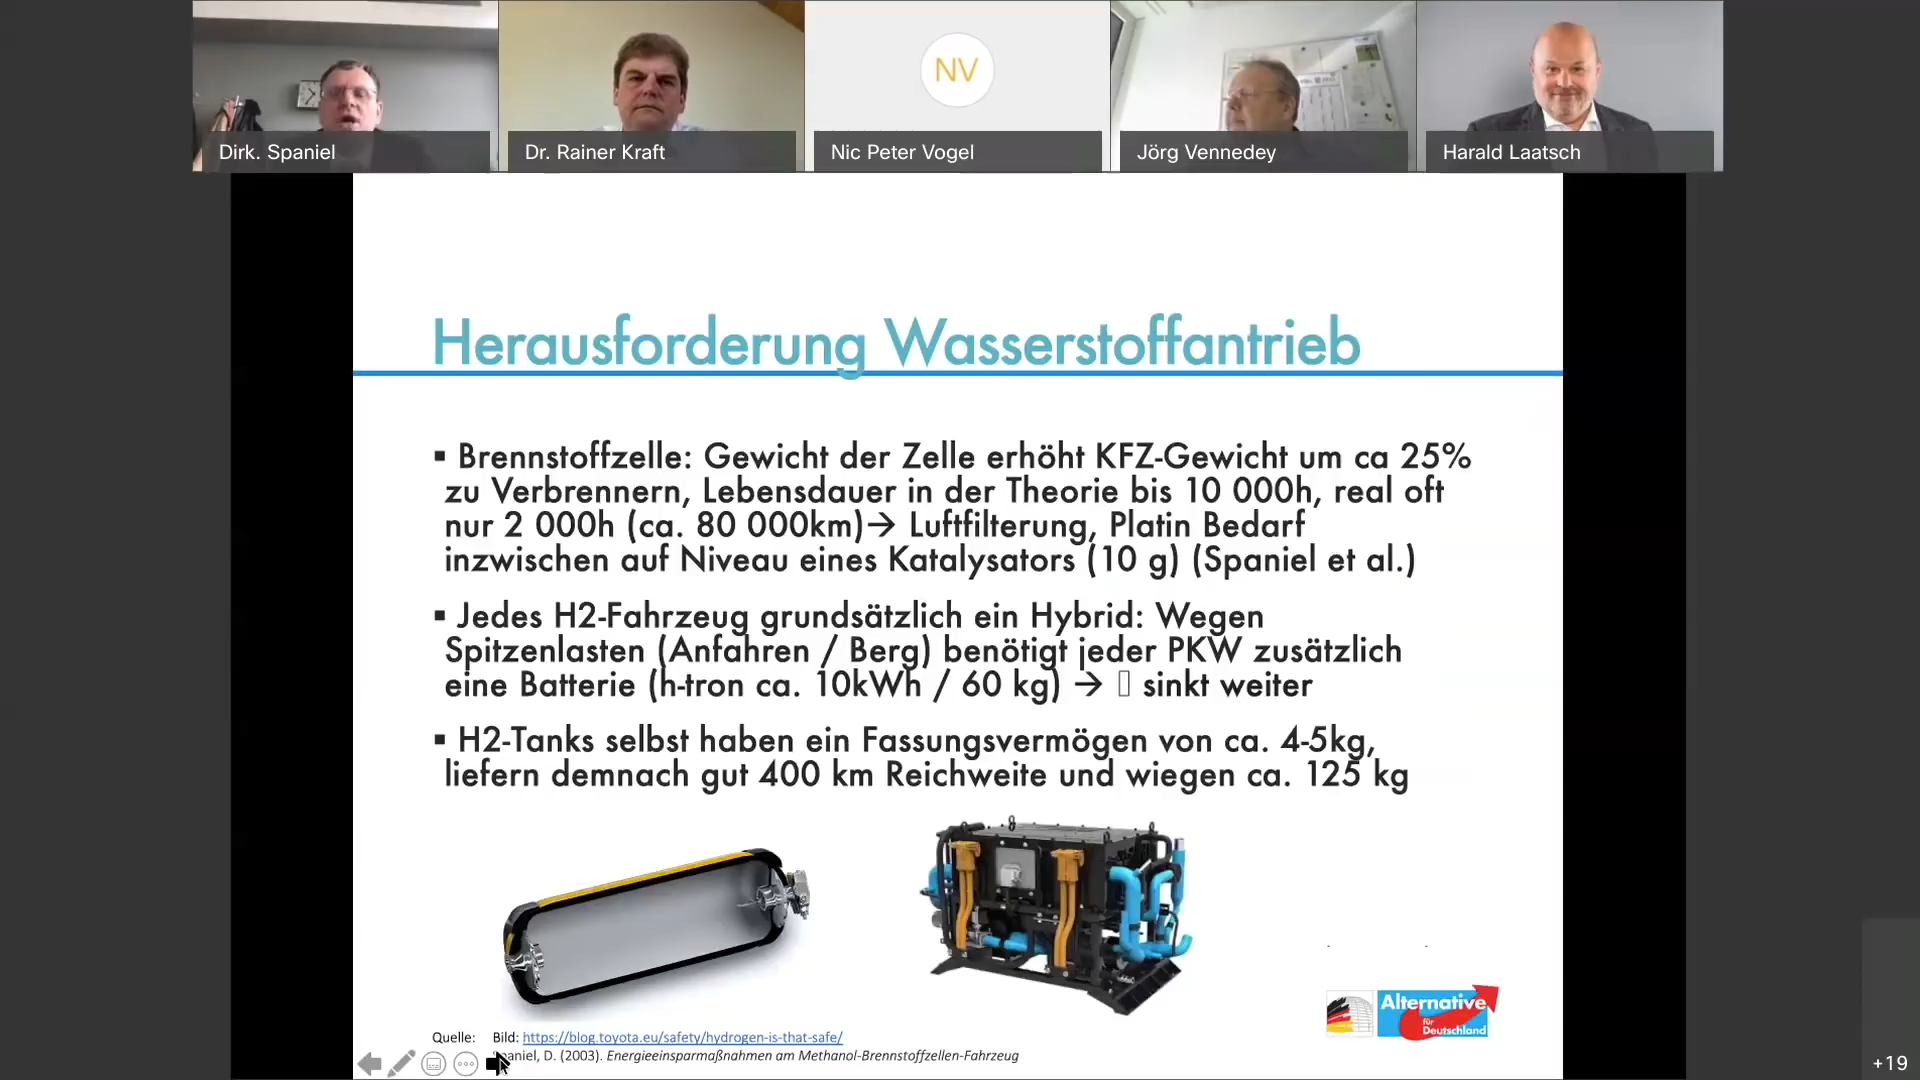 Dirk. Spaniel
Dr. Rainer Kraft
NV
Nic Peter Vogel
Jörg Vennedey
Harald Laatsch
Herausforderung Wasserstoffantrieb
▪ Brennstoffzelle: Gewicht der Zelle erhöht KFZ-Gewicht um ca 25%
zu Verbrennern, Lebensdauer in der Theorie bis 10 000h, real oft
nur 2 000h (ca. 80 000km)→ Luftfilterung, Platin Bedarf
inzwischen auf Niveau eines Katalysators (10 g) (Spaniel et al.)
▪ Jedes H2-Fahrzeug grundsätzlich ein Hybrid: Wegen
Spitzenlasten (Anfahren / Berg) benötigt jeder PKW zusätzlich
eine Batterie (h-tron ca. 10kWh / 60 kg) → ▯ sinkt weiter
▪ H2-Tanks selbst haben ein Fassungsvermögen von ca. 4-5kg,
liefern demnach gut 400 km Reichweite und wiegen ca. 125 kg
Alternative
für
Deutschland
Quelle: Bild: https://blog.toyota.eu/safety/hydrogen-is-that-safe/
paniel, D. (2003). Energieeinsparmaßnahmen am Methanol-Brennstoffzellen-Fahrzeug
+19